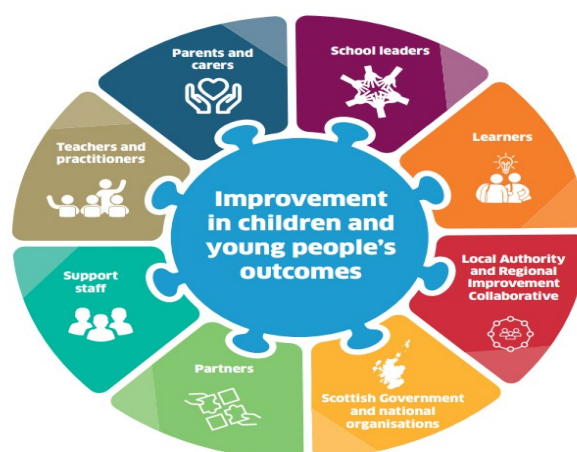 Parents and
carers
School leaders
Teachers and
practitioners
Learners
Improvement
in children and
young people's
outcomes
Local Authority
and Regional
Improvement
Collaborative
Support
staff
Partners
Scottish Government
and national
organisations